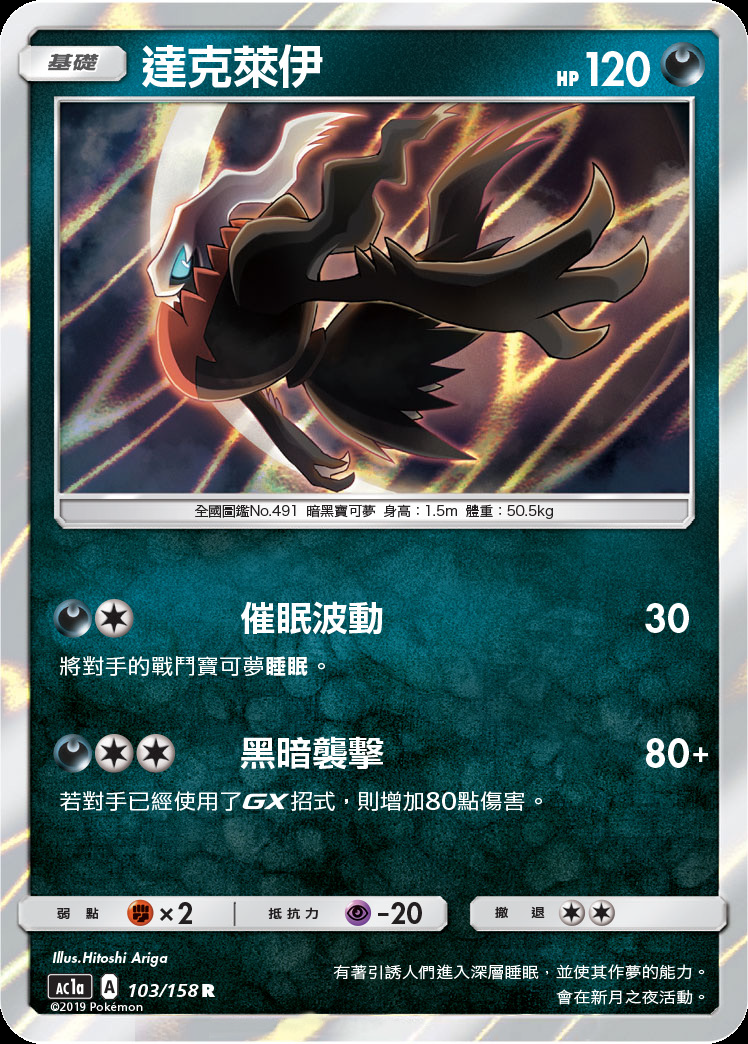 基礎 達克萊伊 HP 120
全國圖鑑No.491 暗黑寶可夢 身高：1.5m 體重：50.5kg
催眠波動 30
將對手的戰鬥寶可夢睡眠。
黑暗襲擊 80+
若對手已經使用了GX招式，則增加80點傷害。
弱點 ×2 抵抗力 -20 撤退
Illus.Hitoshi Ariga
有著引誘人們進入深層睡眠，並使其作夢的能力。
AC1a A 103/158 R
會在新月之夜活動。
©2019 Pokémon